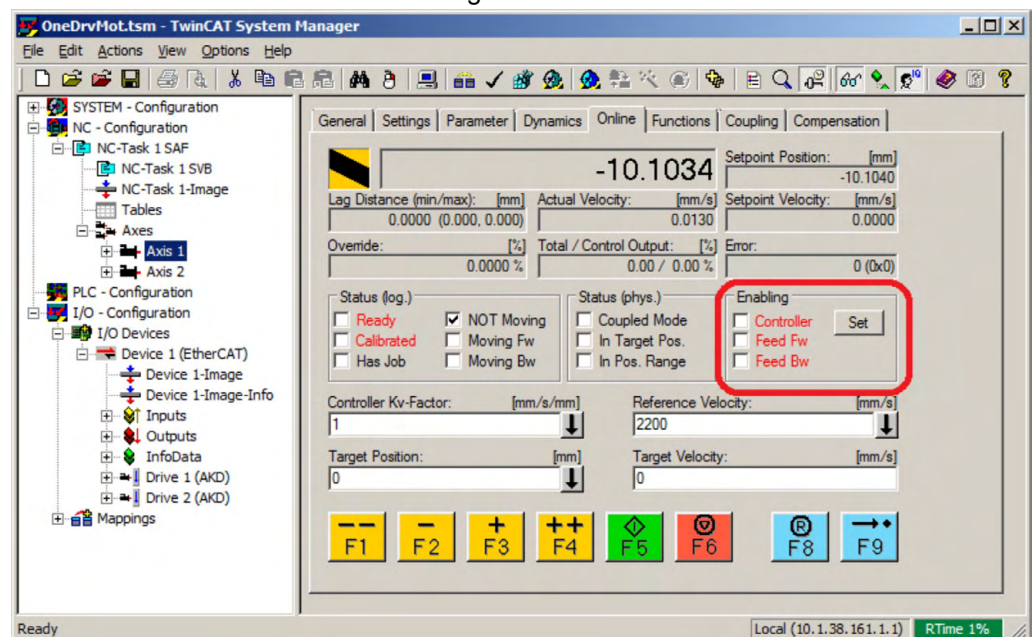 OneDrvMot.tsm - TwinCAT System Manager
File Edit Actions View Options Help
SYSTEM - Configuration
NC - Configuration
NC-Task 1 SAF
NC-Task 1 SVB
NC-Task 1-Image
Tables
Axes
Axis 1
Axis 2
PLC - Configuration
I/O - Configuration
I/O Devices
Device 1 (EtherCAT)
Device 1-Image
Device 1-Image-Info
Inputs
Outputs
InfoData
Drive 1 (AKD)
Drive 2 (AKD)
Mappings
General Settings Parameter Dynamics Online Functions Coupling Compensation
-10.1034
Setpoint Position: [mm]
-10.1040
Lag Distance (min/max): [mm] Actual Velocity: [mm/s] Setpoint Velocity: [mm/s]
0.0000 (0.000, 0.000) 0.0130 0.0000
Override: [%] Total / Control Output: [%] Error:
0.0000 % 0.00 / 0.00 % 0 (0x0)
Status (log.) Status (phys.) Enabling
Ready NOT Moving Coupled Mode Controller Set
Calibrated Moving Fw In Target Pos. Feed Fw
Has Job Moving Bw In Pos. Range Feed Bw
Controller Kv-Factor: [mm/s/mm] Reference Velocity: [mm/s]
1 2200
Target Position: [mm] Target Velocity: [mm/s]
0 0
-- - + ++ R
F1 F2 F3 F4 F5 F6 F8 F9
Ready Local (10.1.38.161.1.1) RTime 1%